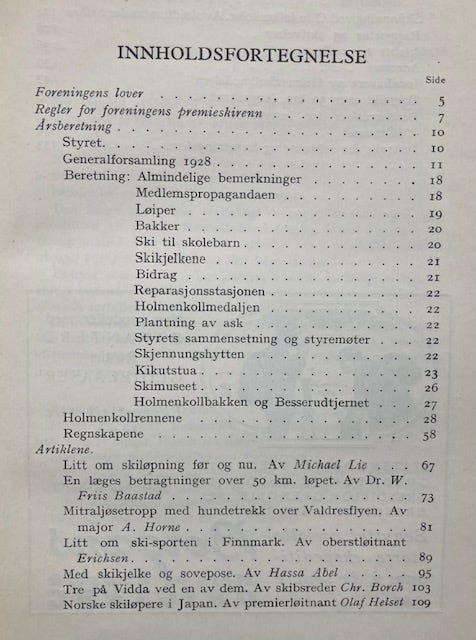 INNHOLDSFORTEGNELSE
Side
Foreningens lover . . . . . . . . . . . . . . . 5
Regler for foreningens premieskirenn . . . . . . . . . 7
Årsberetning . . . . . . . . . . . . . . . . . 10
Styret. . . . . . . . . . . . . . . . . 10
Generalforsamling 1928 . . . . . . . . . . . 11
Beretning: Almindelige bemerkninger . . . . . . . 18
Medlemspropagandaen . . . . . . . . 18
Løiper . . . . . . . . . . . . . 19
Bakker . . . . . . . . . . . . . 20
Ski til skolebarn . . . . . . . . . . 20
Skikjelkene . . . . . . . . . . . 21
Bidrag . . . . . . . . . . . . . 21
Reparasjonsstasjonen . . . . . . . . . 22
Holmenkollmedaljen . . . . . . . . . 22
Plantning av ask . . . . . . . . . . 22
Styrets sammensetning og styremøter . . . 22
Skjenningshytten . . . . . . . . . . 22
Kikutstua . . . . . . . . . . . . 23
Skimuseet . . . . . . . . . . . . 26
Holmenkollbakken og Besserudtjernet . . . 27
Holmenkollrennene . . . . . . . . . . . . . 28
Regnskapene . . . . . . . . . . . . . . . 58
Artiklene.
Litt om skiløpning før og nu. Av Michael Lie . . . 67
En læges betragtninger over 50 km. løpet. Av Dr. W.
Friis Baastad . . . . . . . . . . . . . 73
Mitraljøsetropp med hundetrekk over Valdresflyen. Av
major A. Horne . . . . . . . . . . . . 81
Litt om ski-sporten i Finnmark. Av oberstløitnant
Erichsen . . . . . . . . . . . . . . . 89
Med skikjelke og sovepose. Av Hassa Abel . . . . 95
Tre på Vidda ved en av dem. Av skibsreder Chr. Borch 103
Norske skiløpere i Japan. Av premierløitnant Olaf Helset 109